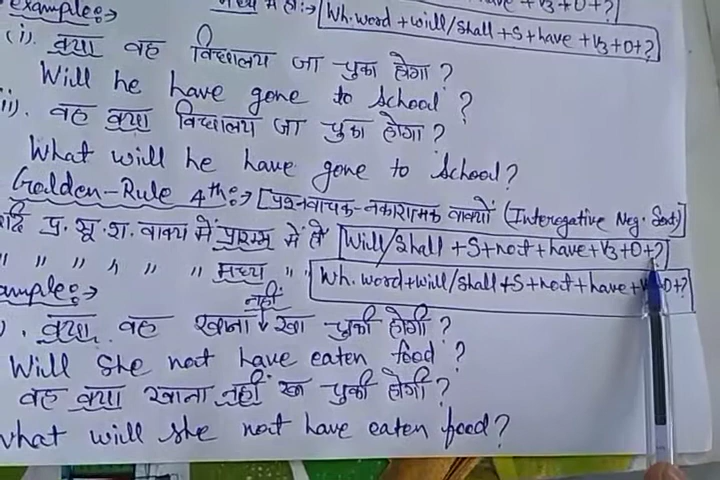 + V3 + O + ?]
Example:→ मध्य में हो:→ [Wh. word + will/shall + S + have + V3 + O + ?]
(i). क्या वह विद्यालय जा चुका होगा ?
Will he have gone to School ?
ii). वह क्या विद्यालय जा चुका होगा ?
What will he have gone to School?
Golden-Rule 4th:→ [प्रश्नवाचक-नकारात्मक वाक्यों (Interogative Neg. Sent)]
यदि प्र. सू. श. वाक्य में प्रारम्भ में हो [Will/Shall + S + not + have + V3 + O + ?]
" " " " " " मध्य " " [Wh. word + will/shall + S + not + have + O + ?]
ample:→
). क्या वह खाना नहीं खा चुकी होगी ?
Will she not have eaten food ?
वह क्या खाना नहीं खा चुकी होगी ?
what will she not have eaten food?